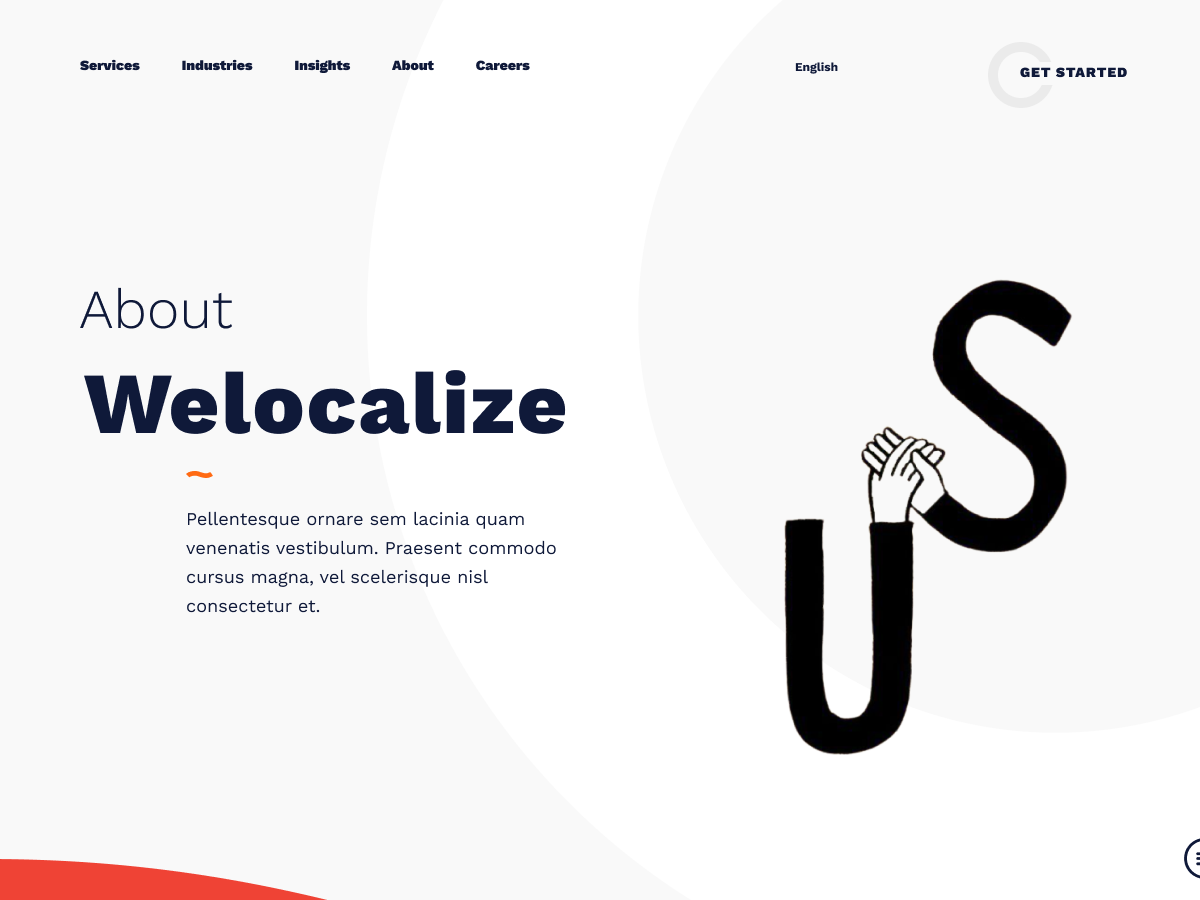 Services Industries Insights About Careers English GET STARTED
About
Welocalize
Pellentesque ornare sem lacinia quam
venenatis vestibulum. Praesent commodo
cursus magna, vel scelerisque nisl
consectetur et.
US